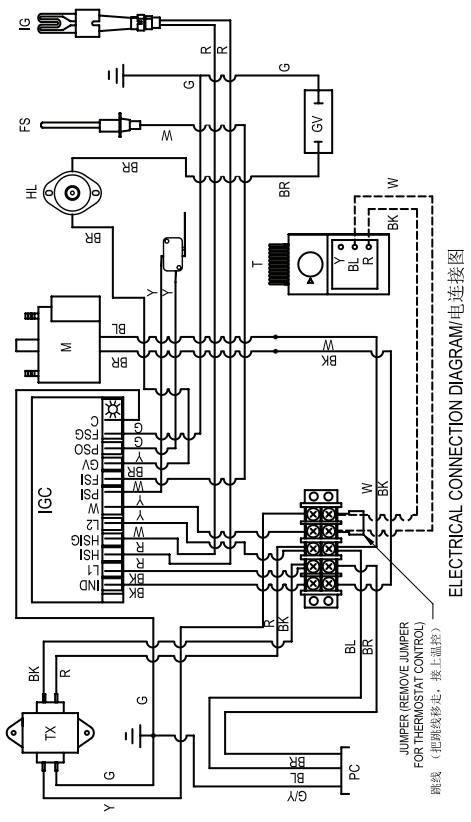 IG
FS
HL
M
IGC
C
FSG
PSO
GV
FSI
PSI
W
L2
HSIG
HSI
L1
IND
G
G
Y
BR
W
Y
Y
W
R
R
BK
BK
R
R
G
W
BR
BR
Y
Y
BL
BR
G
GV
BR
T
Y
BL
R
W
BK
W
BK
W
BK
TX
BK
R
G
Y
R
BK
BL
BR
BR
BL
G/Y
PC
JUMPER (REMOVE JUMPER
FOR THERMOSTAT CONTROL)
跳线 (把跳线移走, 接上温控)
ELECTRICAL CONNECTION DIAGRAM/电连接图